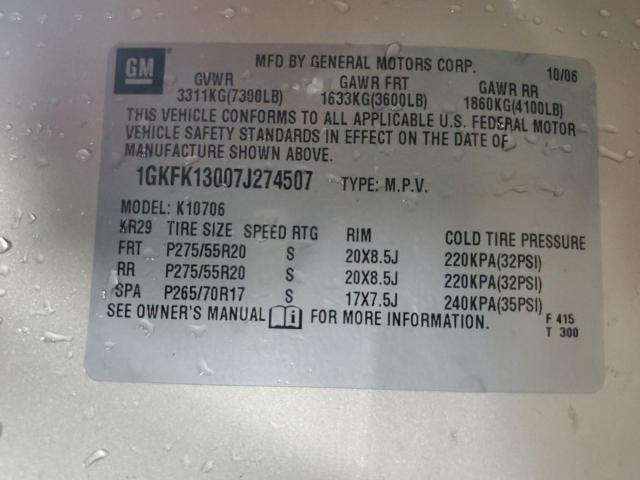 GM
MFD BY GENERAL MOTORS CORP. 10/06
GVWR GAWR FRT GAWR RR
3311KG(7300LB) 1633KG(3600LB) 1860KG(4100LB)
THIS VEHICLE CONFORMS TO ALL APPLICABLE U.S. FEDERAL MOTOR
VEHICLE SAFETY STANDARDS IN EFFECT ON THE DATE OF
MANUFACTURE SHOWN ABOVE.
1GKFK13007J274507 TYPE: M.P.V.
MODEL: K10706
KR29 TIRE SIZE SPEED RTG RIM COLD TIRE PRESSURE
FRT P275/55R20 S 20X8.5J 220KPA(32PSI)
RR P275/55R20 S 20X8.5J 220KPA(32PSI)
SPA P265/70R17 S 17X7.5J 240KPA(35PSI)
SEE OWNER'S MANUAL i FOR MORE INFORMATION.
F 415
T 300